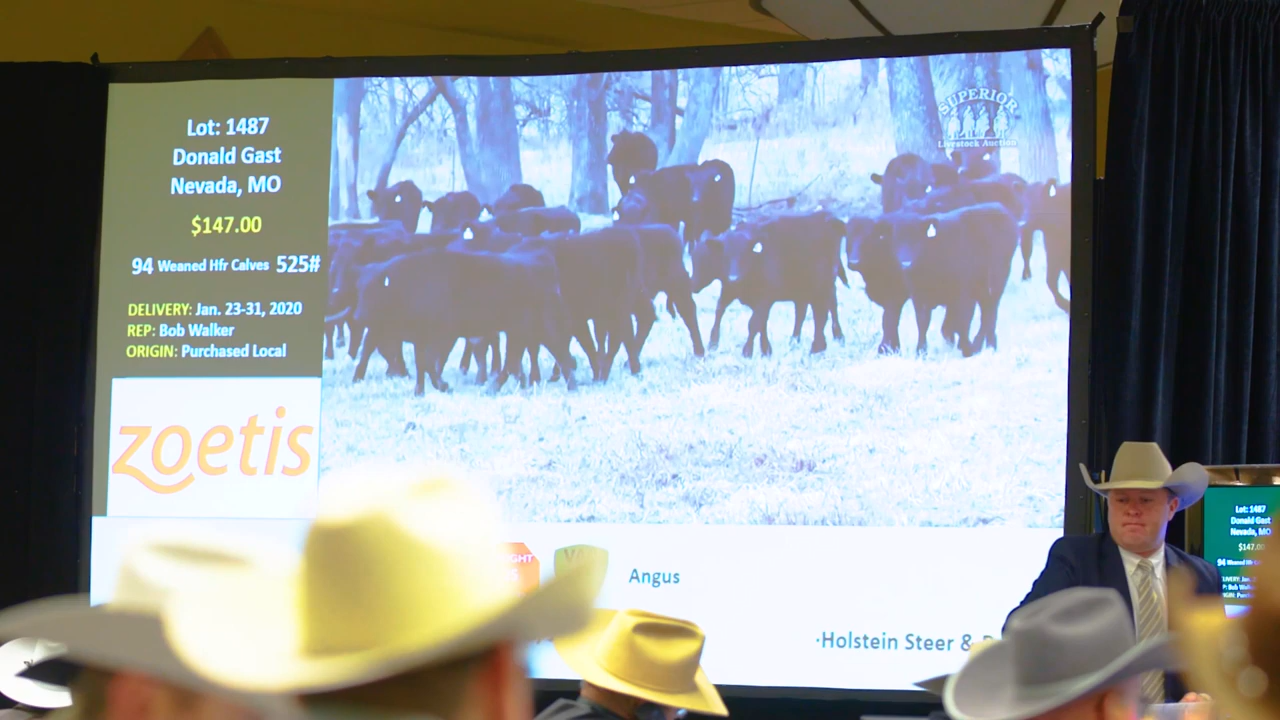 Lot: 1487
Donald Gast
Nevada, MO
$147.00
94 Weaned Hfr Calves 525#
DELIVERY: Jan. 23-31, 2020
REP: Bob Walker
ORIGIN: Purchased Local
zoetis
SUPERIOR
Livestock Auction
Angus
·Holstein Steer &
Lot: 1487
Donald Gast
Nevada, MO
$147.00
94 Weaned